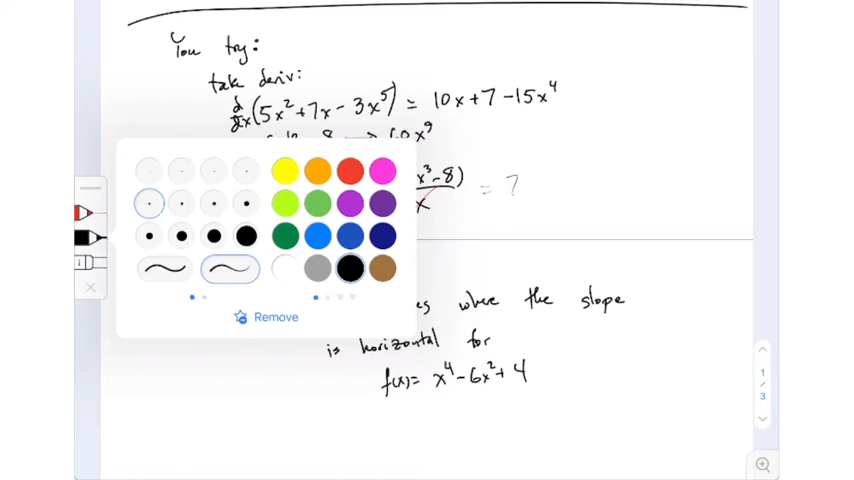 You try:
take deriv:
d/dx (5x² + 7x - 3x⁵) = 10x + 7 - 15x⁴
60x⁹
x³ - 8) / x = 7
where the slope
is horizontal for
f(x) = x⁴ - 6x² + 4
Remove
1
/
3